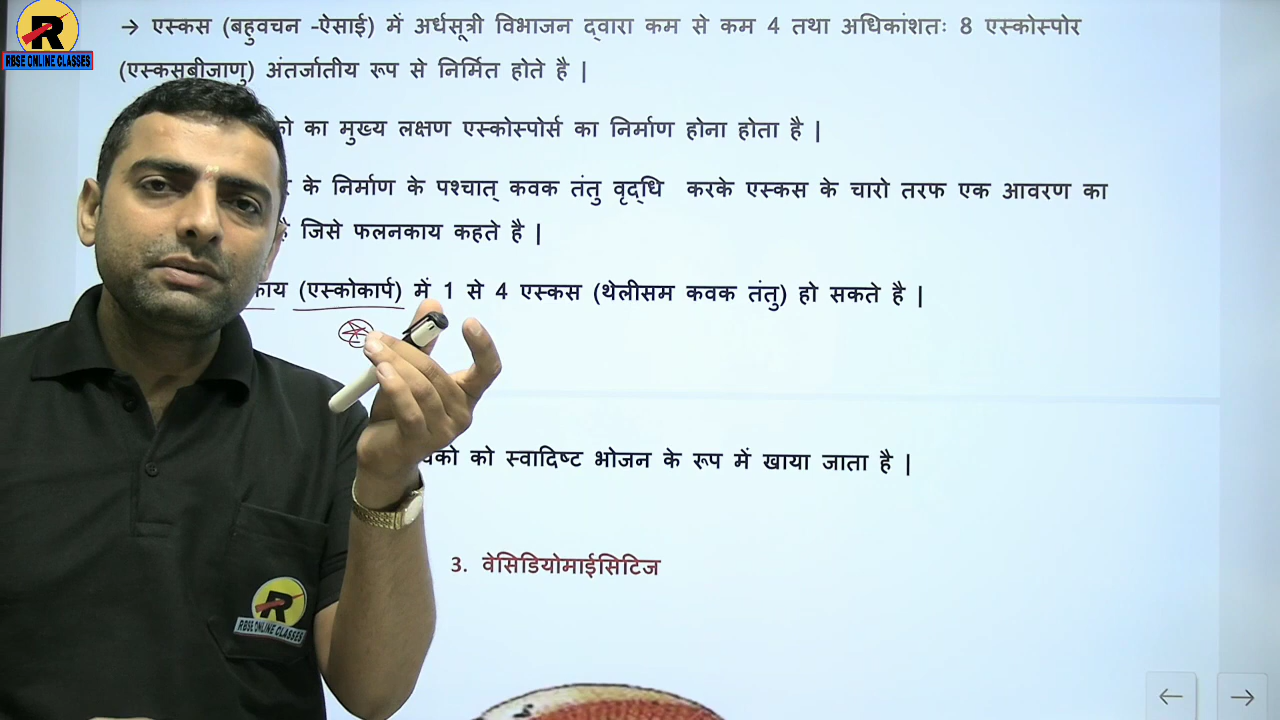 → एस्कस (बहुवचन -ऐसाई) में अर्धसूत्री विभाजन द्वारा कम से कम 4 तथा अधिकांशतः 8 एस्कोस्पोर
(एस्कसबीजाणु) अंतर्जातीय रूप से निर्मित होते है |
का मुख्य लक्षण एस्कोस्पोर्स का निर्माण होना होता है |
के निर्माण के पश्चात् कवक तंतु वृद्धि करके एस्कस के चारो तरफ एक आवरण का
है जिसे फलनकाय कहते है |
(एस्कोकार्प) में 1 से 4 एस्कस (थेलीसम कवक तंतु) हो सकते है |
को स्वादिष्ट भोजन के रूप में खाया जाता है |
3. वेसिडियोमाईसिटिज
R
RBSE ONLINE CLASSES
R
RBSE ONLINE CLASSES